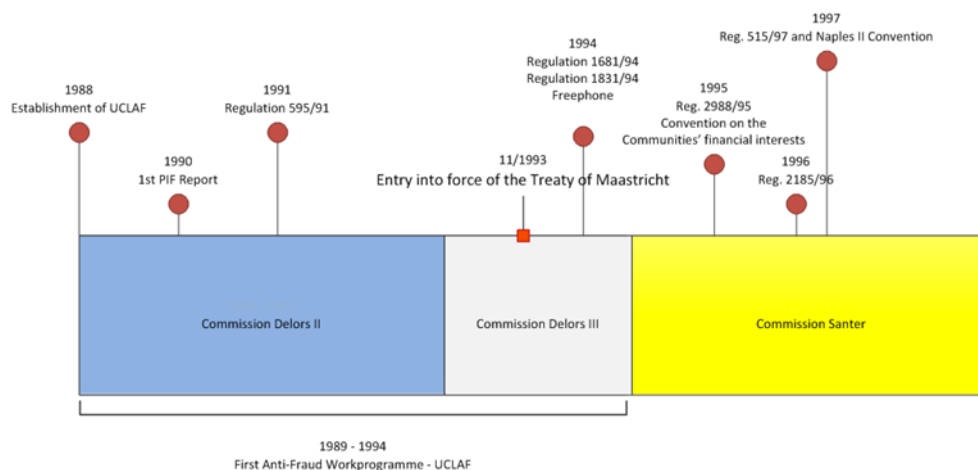 1988
Establishment of UCLAF
1990
1st PIF Report
1991
Regulation 595/91
11/1993
Entry into force of the Treaty of Maastricht
1994
Regulation 1681/94
Regulation 1831/94
Freephone
1995
Reg. 2988/95
Convention on the
Communities' financial interests
1996
Reg. 2185/96
1997
Reg. 515/97 and Naples II Convention
Commission Delors II
Commission Delors III
Commission Santer
1989 - 1994
First Anti-Fraud Workprogramme - UCLAF